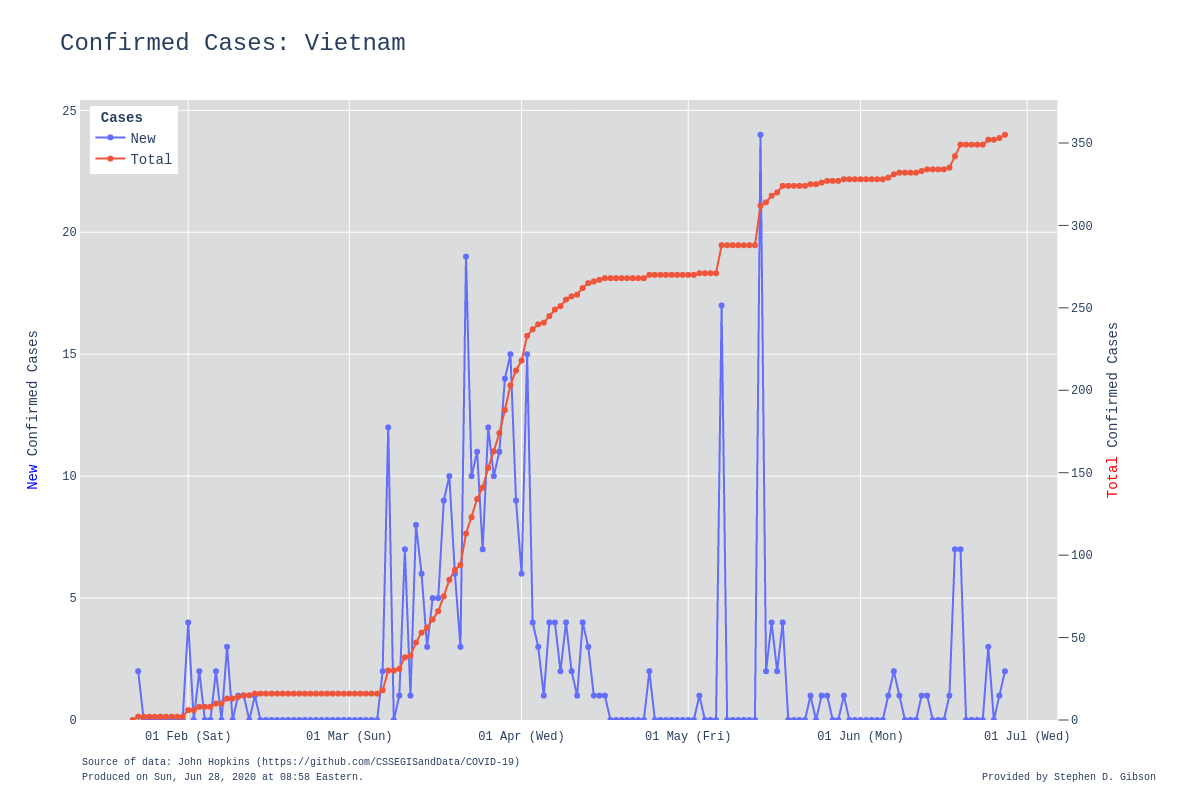 Confirmed Cases: Vietnam
Cases
New
Total
25
20
15
10
5
0
350
300
250
200
150
100
50
0
New Confirmed Cases
Total Confirmed Cases
01 Feb (Sat)
01 Mar (Sun)
01 Apr (Wed)
01 May (Fri)
01 Jun (Mon)
01 Jul (Wed)
Source of data: John Hopkins (https://github.com/CSSEGISandData/COVID-19)
Produced on Sun, Jun 28, 2020 at 08:58 Eastern.
Provided by Stephen D. Gibson